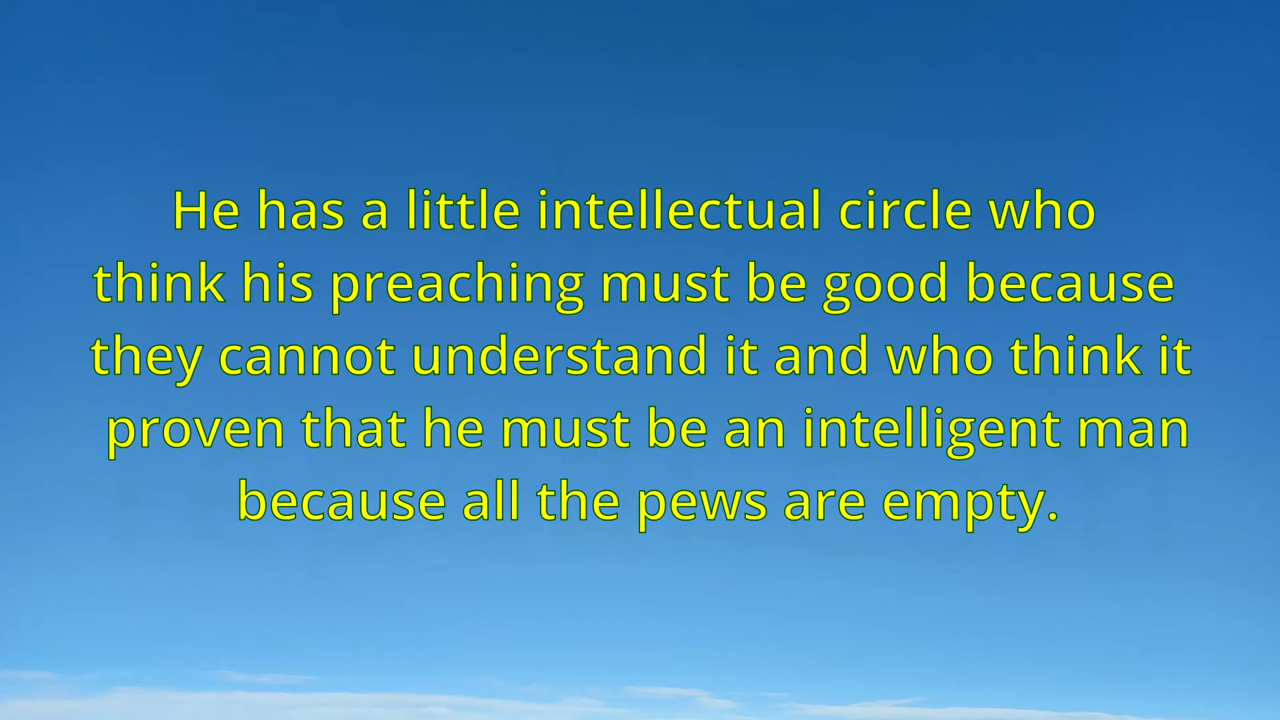 He has a little intellectual circle who
think his preaching must be good because
they cannot understand it and who think it
proven that he must be an intelligent man
because all the pews are empty.